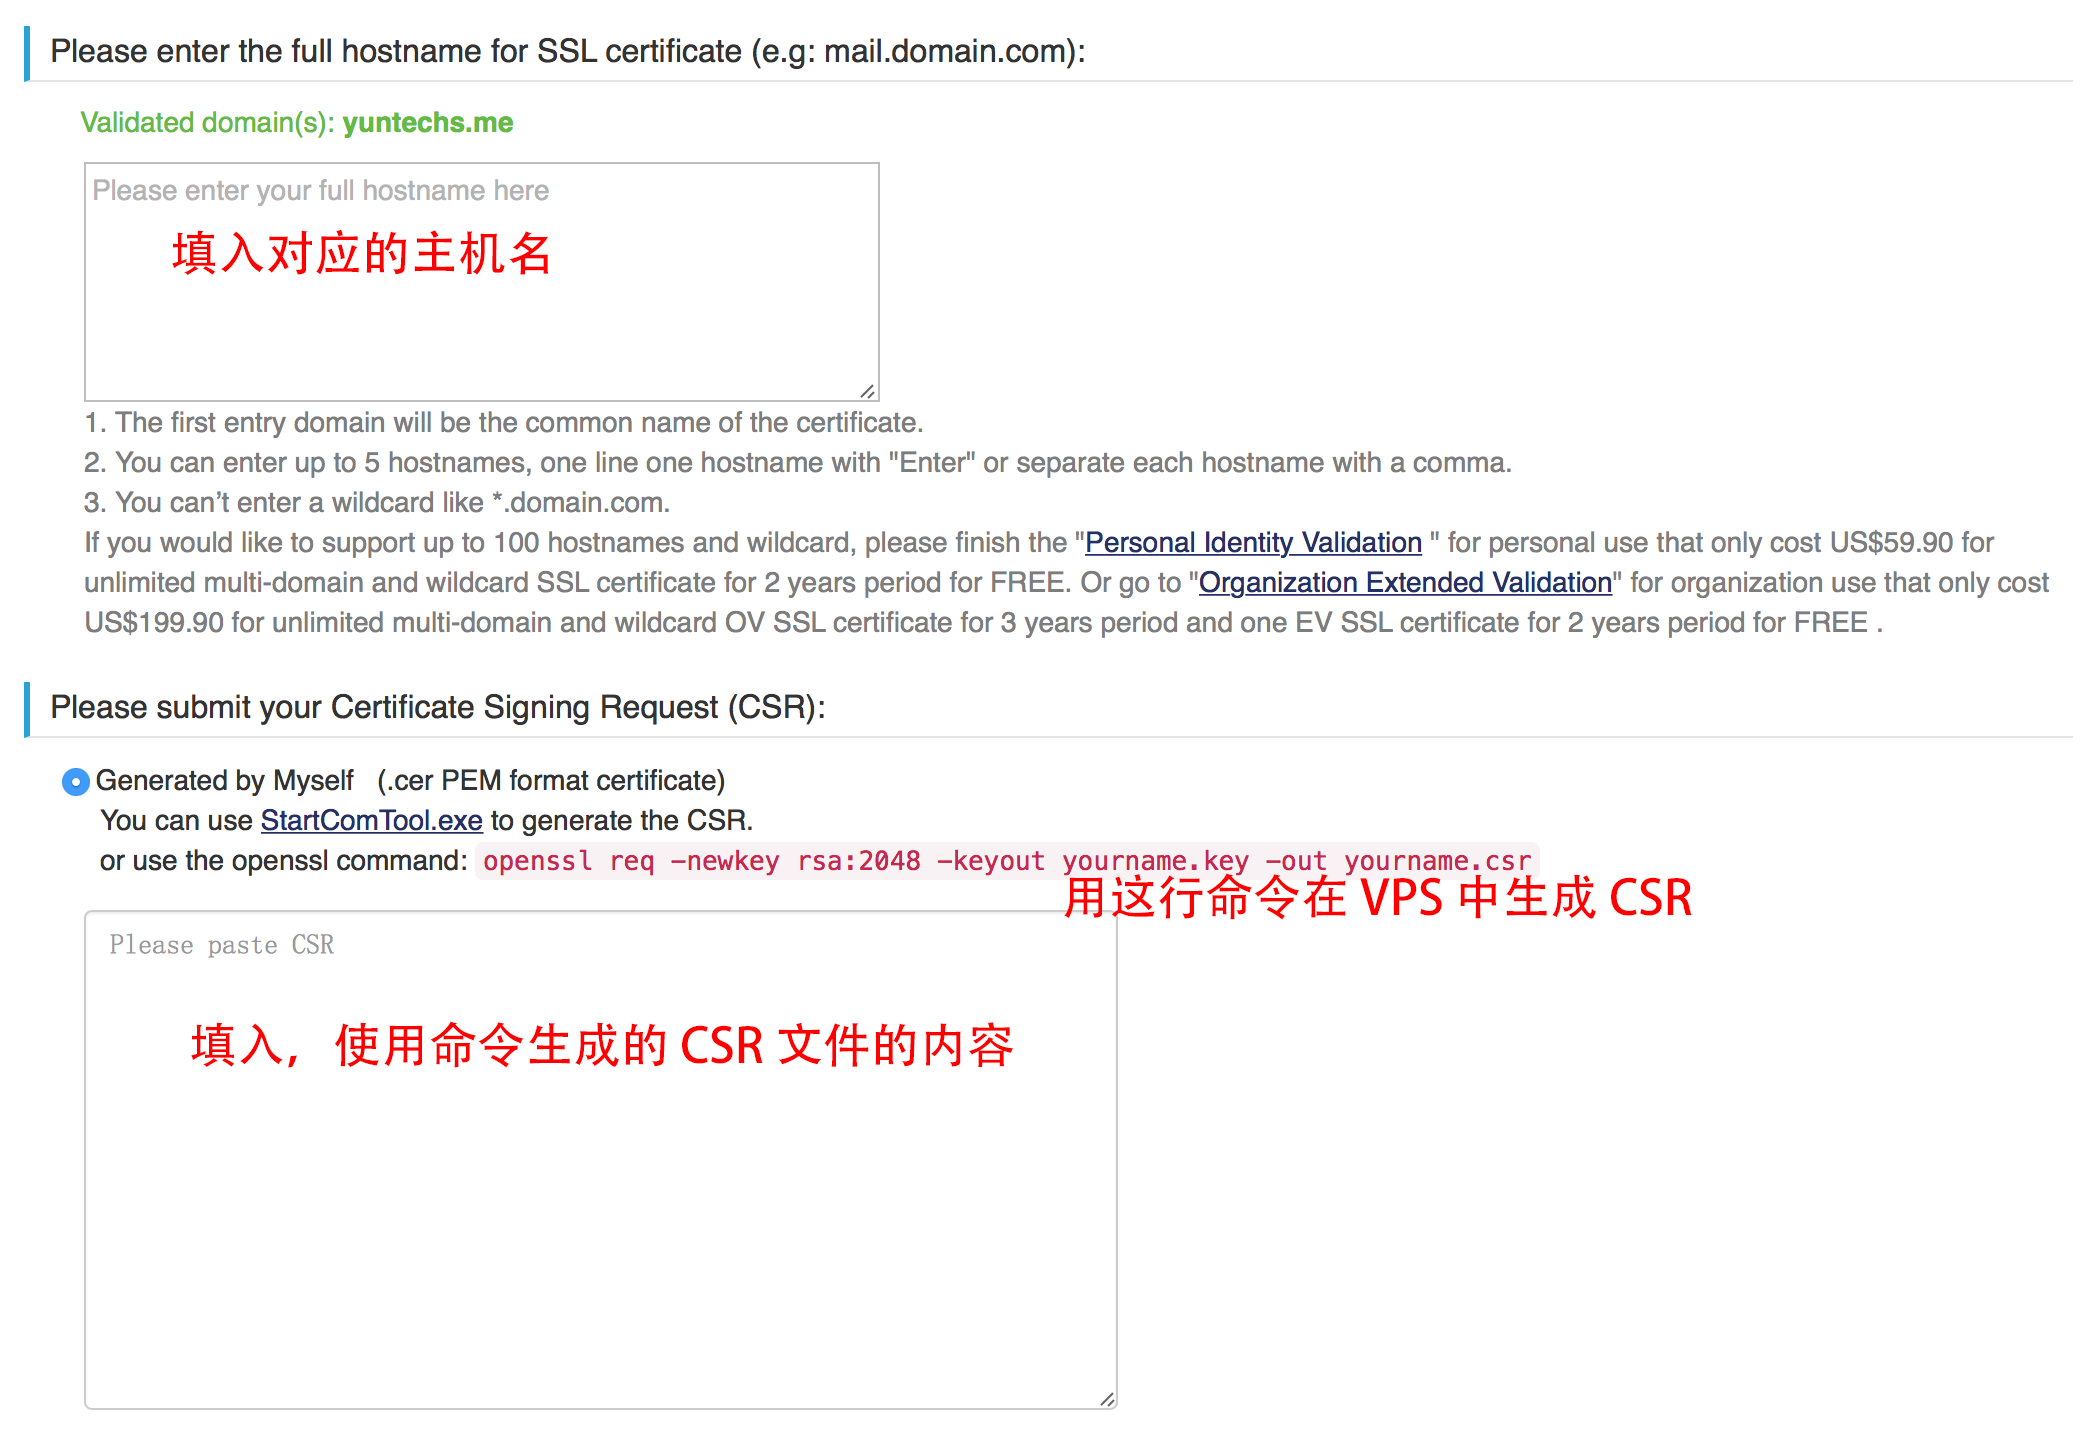 Please enter the full hostname for SSL certificate (e.g: mail.domain.com):
Validated domain(s): yuntechs.me
Please enter your full hostname here
填入对应的主机名
1. The first entry domain will be the common name of the certificate.
2. You can enter up to 5 hostnames, one line one hostname with "Enter" or separate each hostname with a comma.
3. You can’t enter a wildcard like *.domain.com.
If you would like to support up to 100 hostnames and wildcard, please finish the "Personal Identity Validation " for personal use that only cost US$59.90 for
unlimited multi-domain and wildcard SSL certificate for 2 years period for FREE. Or go to "Organization Extended Validation" for organization use that only cost
US$199.90 for unlimited multi-domain and wildcard OV SSL certificate for 3 years period and one EV SSL certificate for 2 years period for FREE .
Please submit your Certificate Signing Request (CSR):
Generated by Myself (.cer PEM format certificate)
You can use StartComTool.exe to generate the CSR.
or use the openssl command: openssl req -newkey rsa:2048 -keyout yourname.key -out yourname.csr
用这行命令在 VPS 中生成 CSR
Please paste CSR
填入，使用命令生成的 CSR 文件的内容